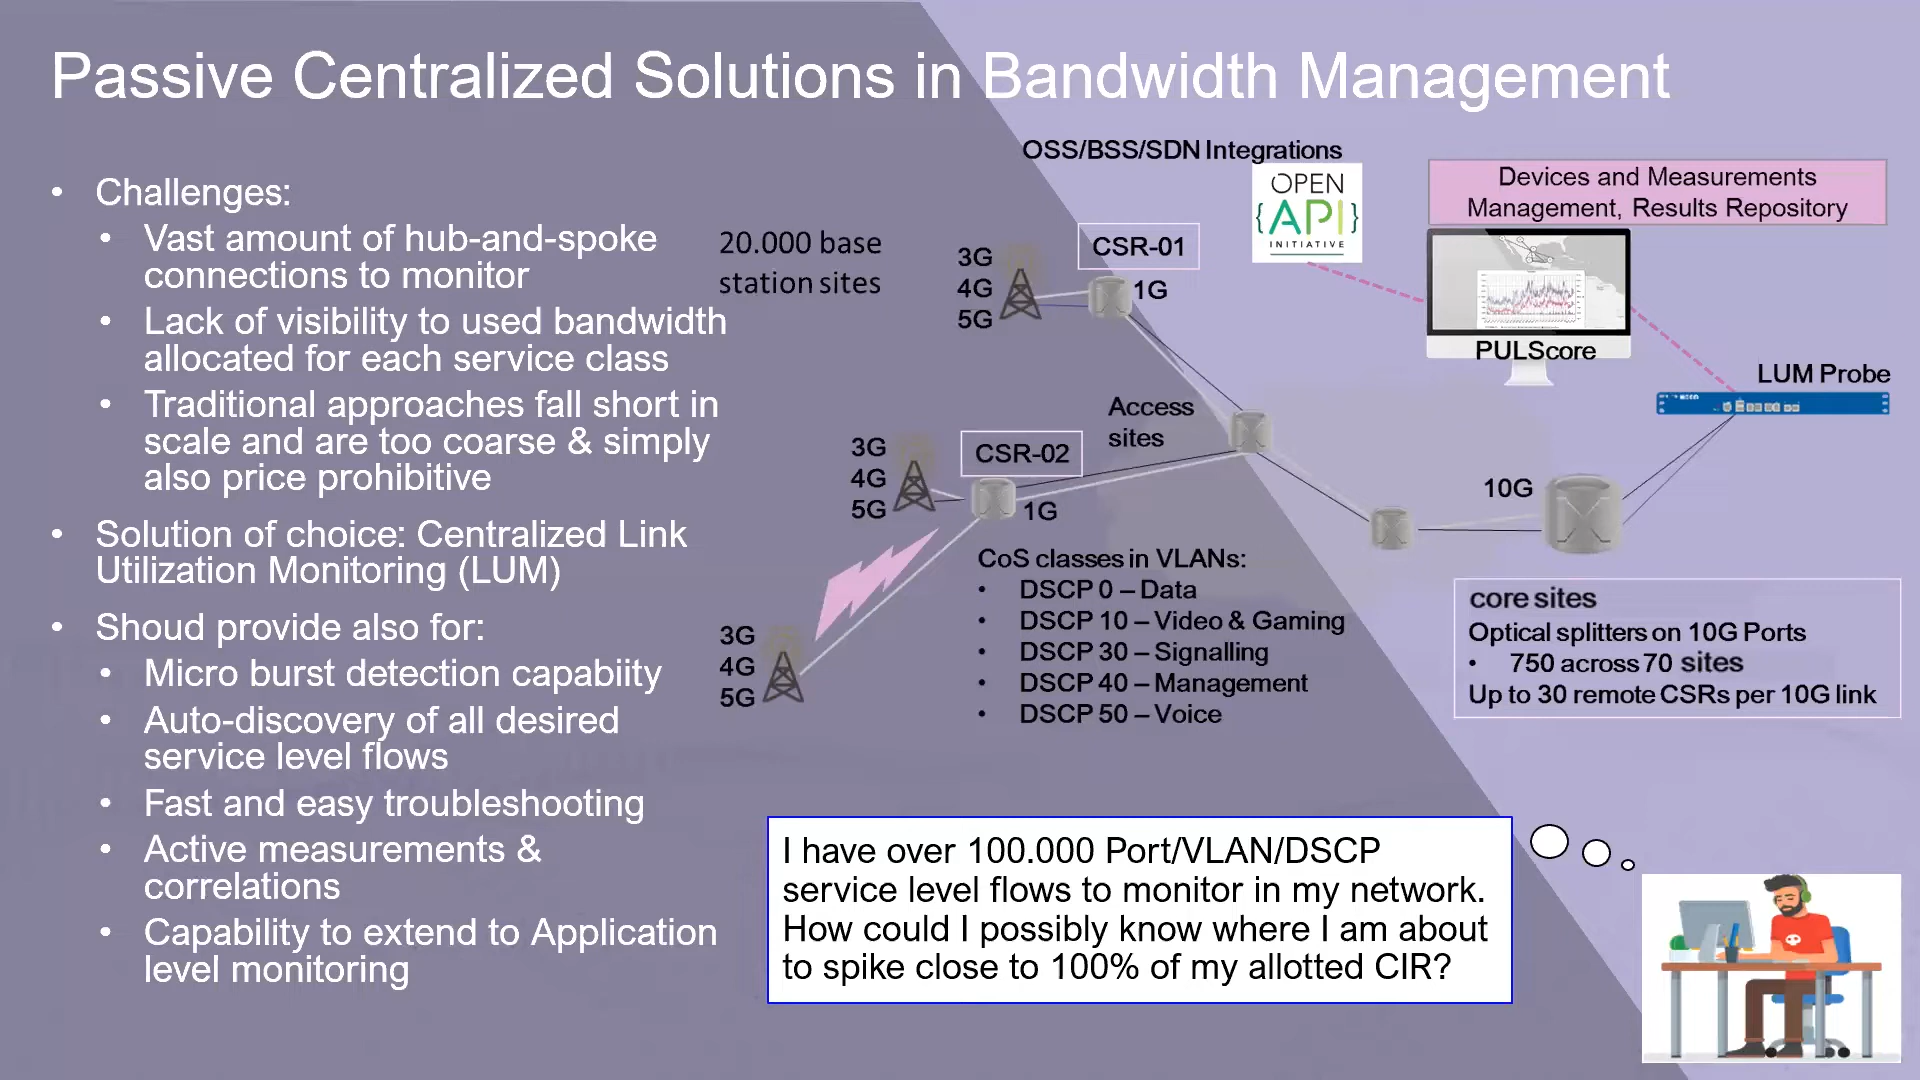 Passive Centralized Solutions in Bandwidth Management
• Challenges:
• Vast amount of hub-and-spoke
connections to monitor
• Lack of visibility to used bandwidth
allocated for each service class
• Traditional approaches fall short in
scale and are too coarse & simply
also price prohibitive
• Solution of choice: Centralized Link
Utilization Monitoring (LUM)
• Shoud provide also for:
• Micro burst detection capabiity
• Auto-discovery of all desired
service level flows
• Fast and easy troubleshooting
• Active measurements &
correlations
• Capability to extend to Application
level monitoring
20.000 base
station sites
OSS/BSS/SDN Integrations
OPEN
{API}
INITIATIVE
Devices and Measurements
Management, Results Repository
PULScore
LUM Probe
3G
4G
5G
CSR-01
1G
Access
sites
3G
4G
5G
CSR-02
1G
10G
3G
4G
5G
CoS classes in VLANs:
• DSCP 0 – Data
• DSCP 10 – Video & Gaming
• DSCP 30 – Signalling
• DSCP 40 – Management
• DSCP 50 – Voice
core sites
Optical splitters on 10G Ports
• 750 across 70 sites
Up to 30 remote CSRs per 10G link
I have over 100.000 Port/VLAN/DSCP
service level flows to monitor in my network.
How could I possibly know where I am about
to spike close to 100% of my allotted CIR?